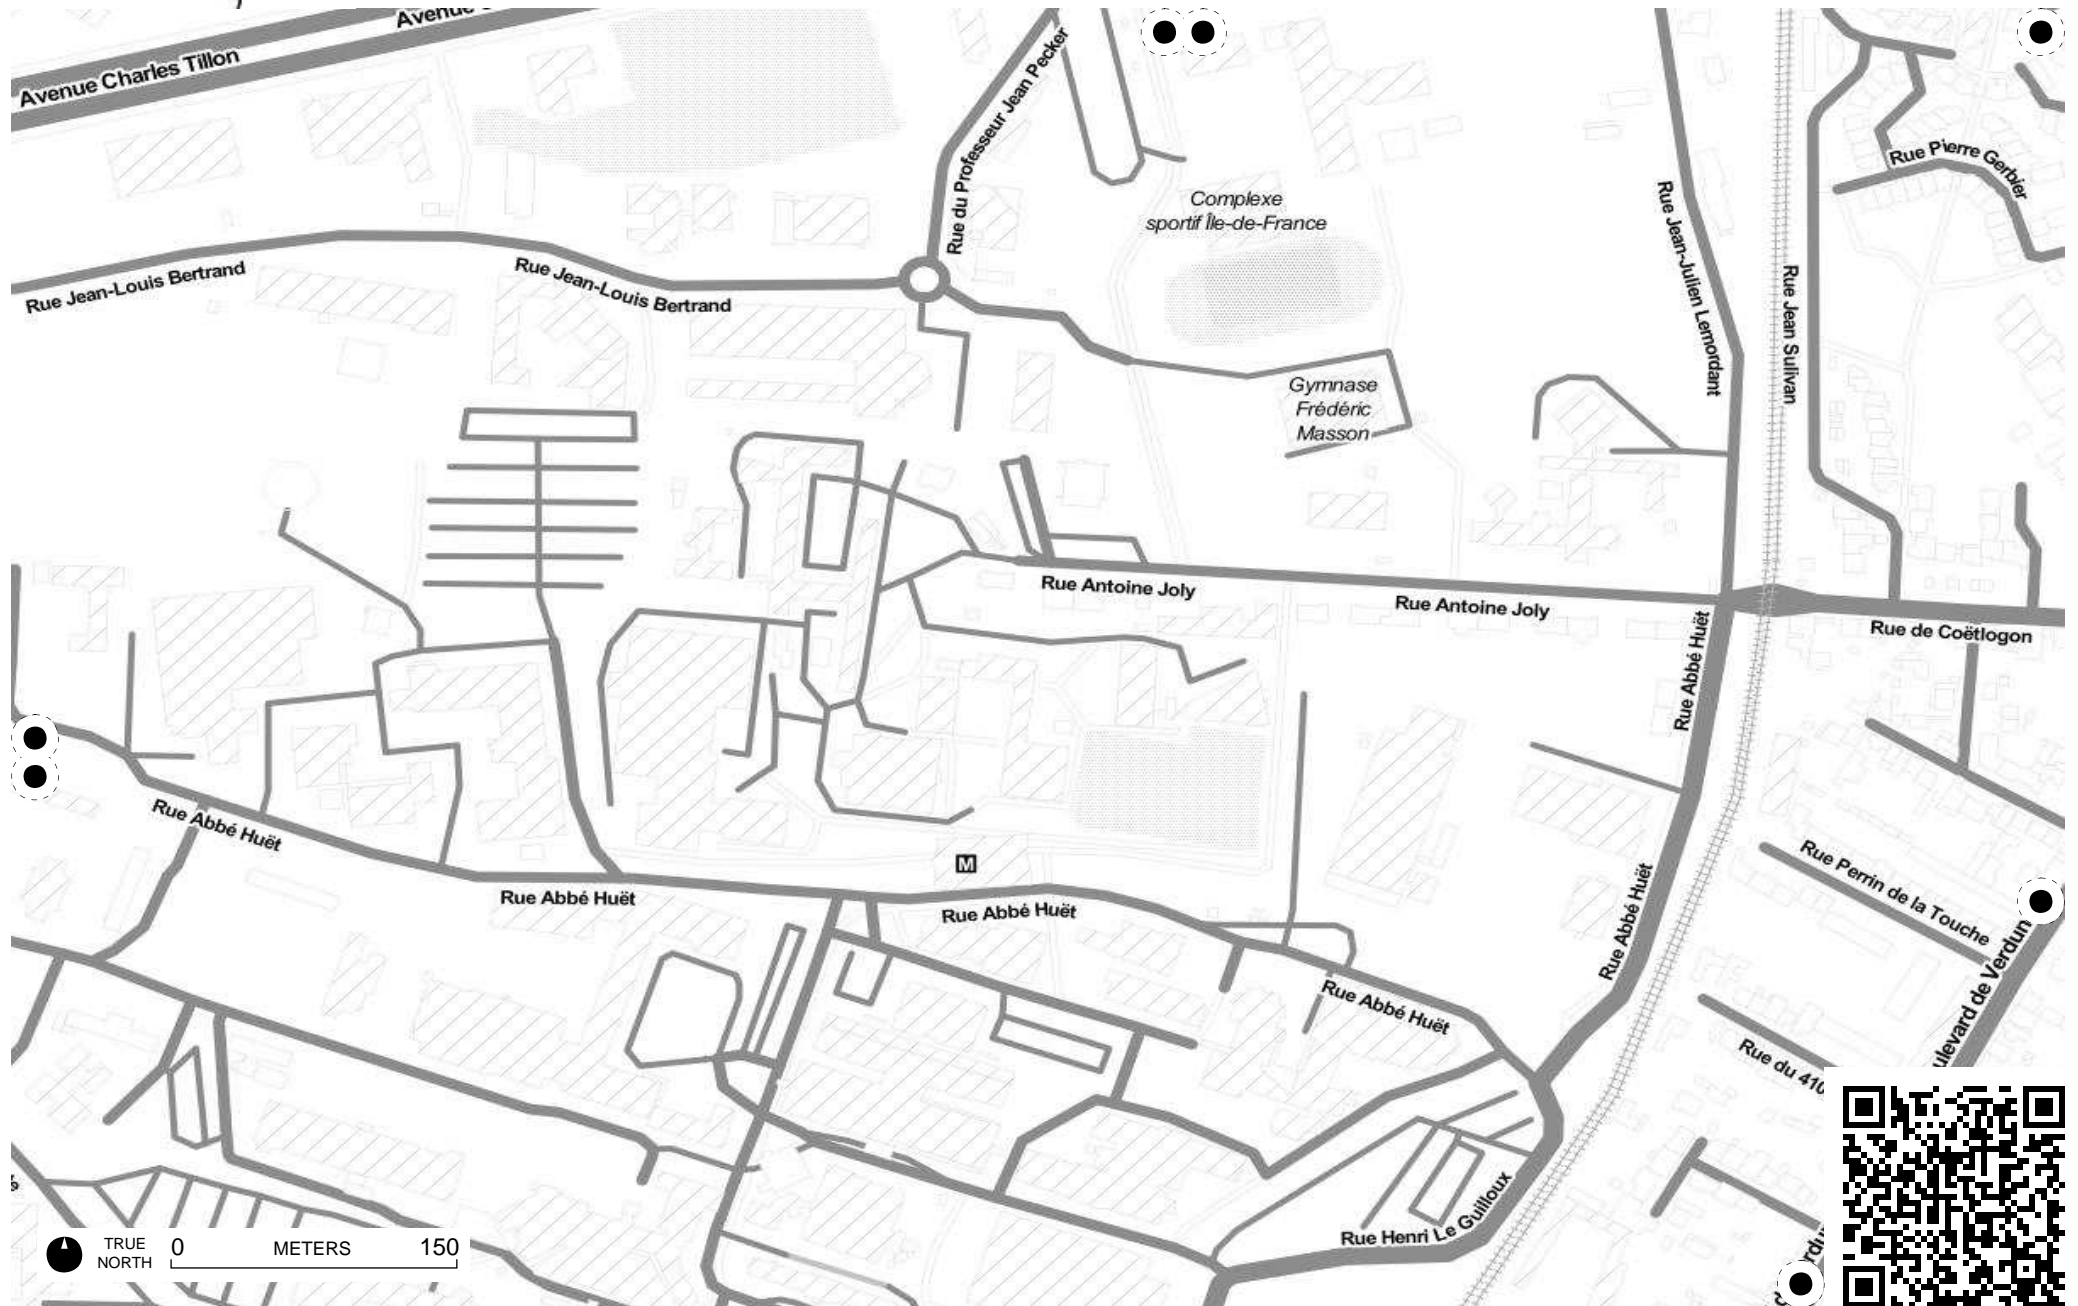 Avenue Charles Tillon
Avenue
Rue du Professeur Jean Pecker
Complexe
sportif Île-de-France
Rue Jean-Louis Bertrand
Rue Jean-Louis Bertrand
Rue Pierre Gerbier
Rue Jean-Julien Lemordant
Rue Jean Sulivan
Gymnase
Frédéric
Masson
Rue Antoine Joly
Rue Antoine Joly
Rue de Coëtlogon
Rue Abbé Huët
Rue Abbé Huët
M
Rue Abbé Huët
Rue Abbé Huët
Rue Abbé Huët
Rue Abbé Huët
Rue Perrin de la Touche
ulevard de Verdun
Rue du 410
Rue Henri Le Guilloux
rdu
TRUE
NORTH
0 METERS 150